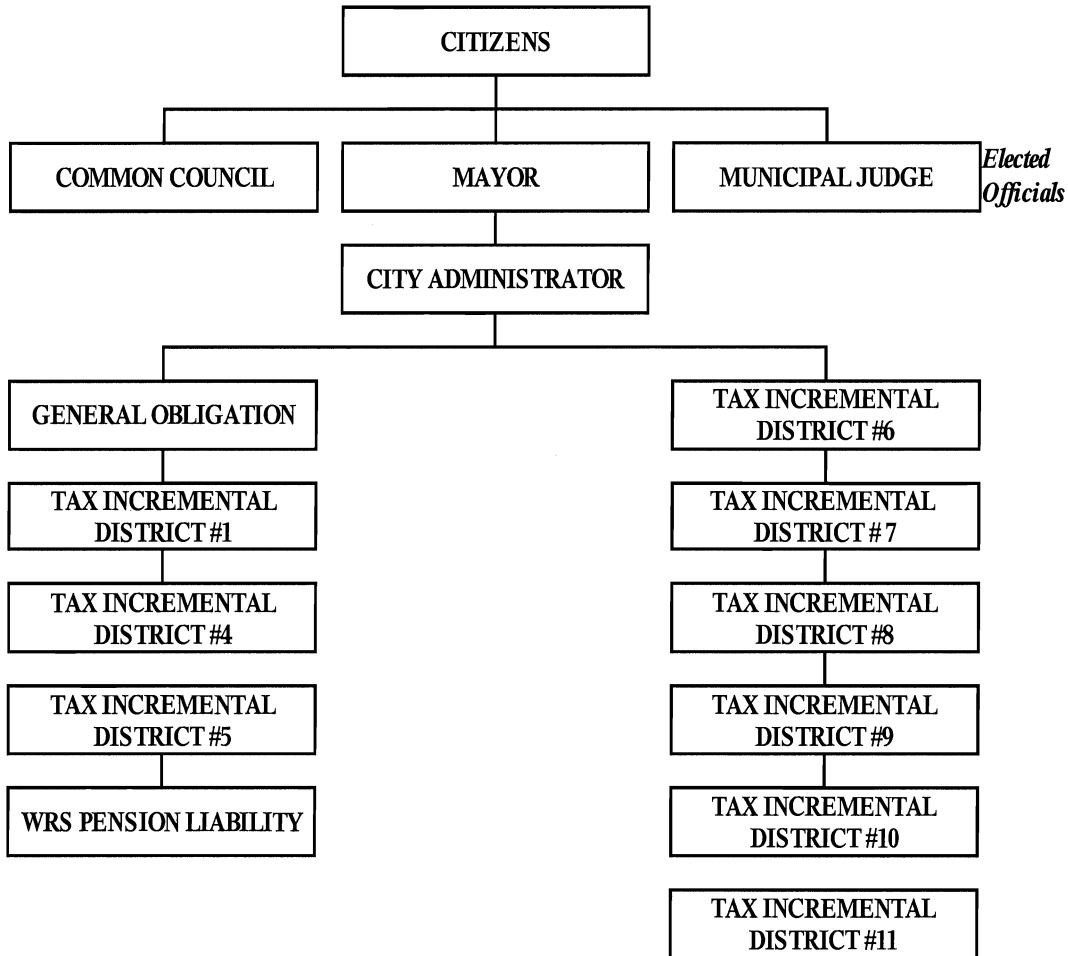 CITIZENS
COMMON COUNCIL
MAYOR
MUNICIPAL JUDGE
Elected
Officials
CITY ADMINISTRATOR
GENERAL OBLIGATION
TAX INCREMENTAL
DISTRICT #1
TAX INCREMENTAL
DISTRICT #4
TAX INCREMENTAL
DISTRICT #5
WRS PENSION LIABILITY
TAX INCREMENTAL
DISTRICT #6
TAX INCREMENTAL
DISTRICT # 7
TAX INCREMENTAL
DISTRICT #8
TAX INCREMENTAL
DISTRICT #9
TAX INCREMENTAL
DISTRICT #10
TAX INCREMENTAL
DISTRICT #11